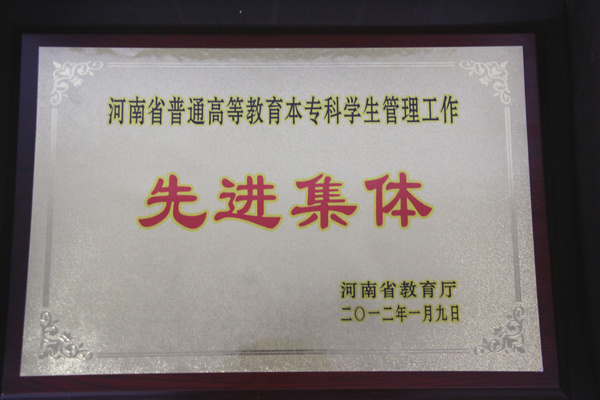 河南省普通高等教育本专科学生管理工作
先进集体
河南省教育厅
二〇一二年一月九日